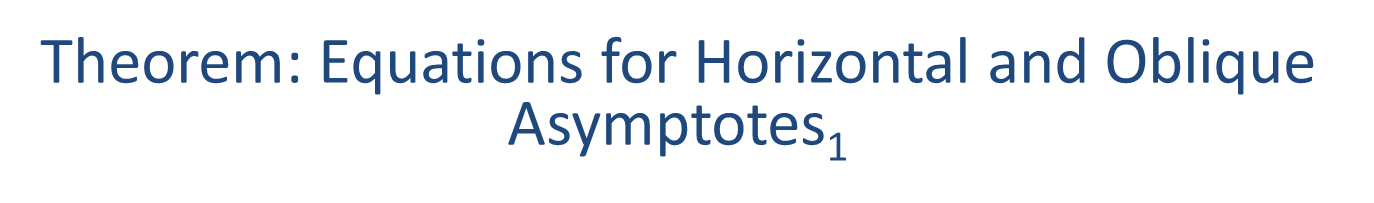 Theorem: Equations for Horizontal and Oblique
Asymptotes₁